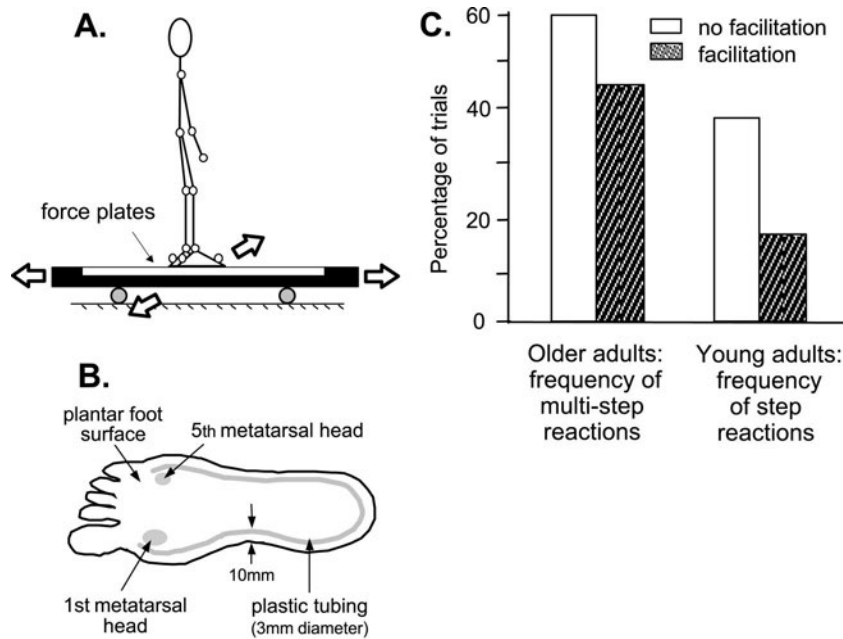 A.
force plates
B.
plantar foot
surface
5th metatarsal head
10mm
1st metatarsal
head
plastic tubing
(3mm diameter)
C.
no facilitation
facilitation
Percentage of trials
60
40
20
0
Older adults:
frequency of
multi-step
reactions
Young adults:
frequency
of step
reactions